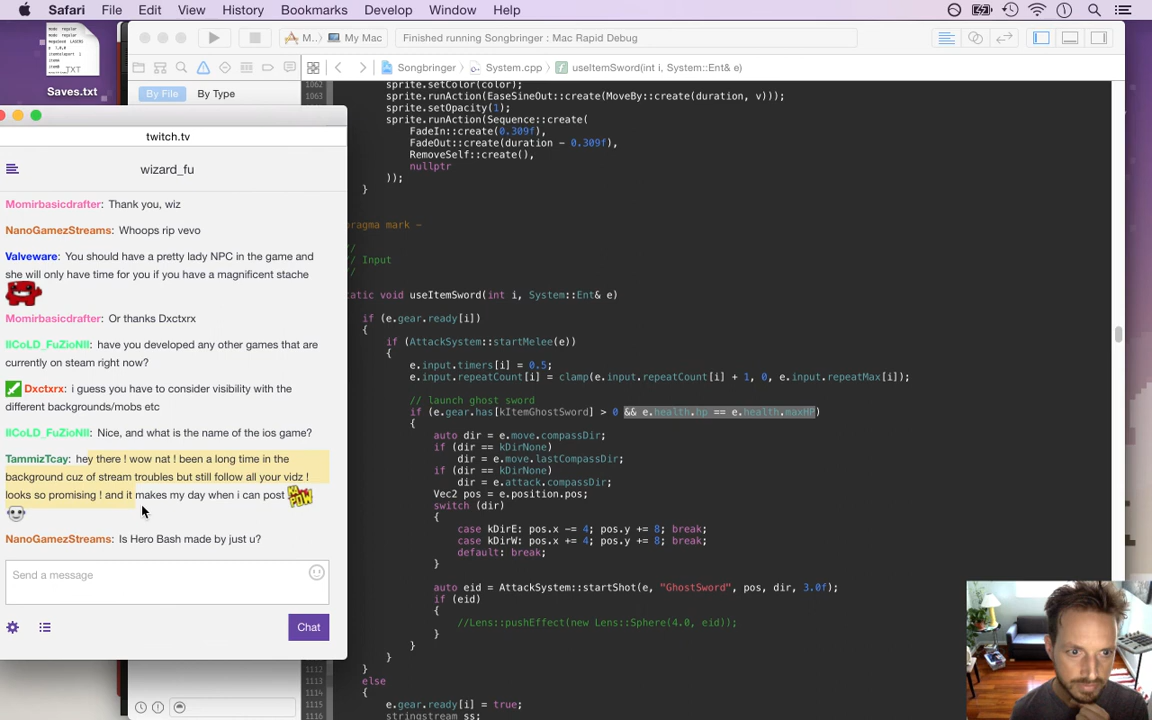 Safari File Edit View History Bookmarks Develop Window Help
M.. My Mac
Finished running Songbringer : Mac Rapid Debug
Songbringer
System.cpp
useItemSword(int i, System::Ent& e)
TXT
Saves.txt
By File
By Type
twitch.tv
wizard_fu
Momirbasicdrafter: Thank you, wiz
NanoGamezStreams: Whoops rip vevo
Valveware: You should have a pretty lady NPC in the game and
she will only have time for you if you have a magnificent stache
Momirbasicdrafter: Or thanks Dxctxrx
have you developed any other games that are
currently on steam right now?
Dxctxrx: i guess you have to consider visibility with the
different backgrounds/mobs etc
Nice, and what is the name of the ios game?
TammizTcay: hey there ! wow nat ! been a long time in the
background cuz of stream troubles but still follow all your vidz !
looks so promising ! and it makes my day when i can post
NanoGamezStreams: Is Hero Bash made by just u?
Send a message
Chat
1062
sprite.setColor(color);
1063
sprite.runAction(EaseSineOut::create(MoveBy::create(duration, v)));
sprite.setOpacity(1);
sprite.runAction(Sequence::create(
FadeIn::create(0.309f),
FadeOut::create(duration - 0.309f),
RemoveSelf::create(),
nullptr
));
}
ragma mark -
//
// Input
//
static void useItemSword(int i, System::Ent& e)
if (e.gear.ready[i])
{
if (AttackSystem::startMelee(e))
{
e.input.timers[i] = 0.5;
e.input.repeatCount[i] = clamp(e.input.repeatCount[i] + 1, 0, e.input.repeatMax[i]);
// launch ghost sword
if (e.gear.has[kItemGhostSword] > 0 && e.health.hp == e.health.maxHP)
{
auto dir = e.move.compassDir;
if (dir == kDirNone)
dir = e.move.lastCompassDir;
if (dir == kDirNone)
dir = e.attack.compassDir;
Vec2 pos = e.position.pos;
switch (dir)
{
case kDirE: pos.x -= 4; pos.y += 8; break;
case kDirW: pos.x += 4; pos.y += 8; break;
default: break;
}
auto eid = AttackSystem::startShot(e, "GhostSword", pos, dir, 3.0f);
if (eid)
{
//Lens::pushEffect(new Lens::Sphere(4.0, eid));
}
}
}
1112
}
1113
else
1114
{
1115
e.gear.ready[i] = true;
1116
stringstream ss;